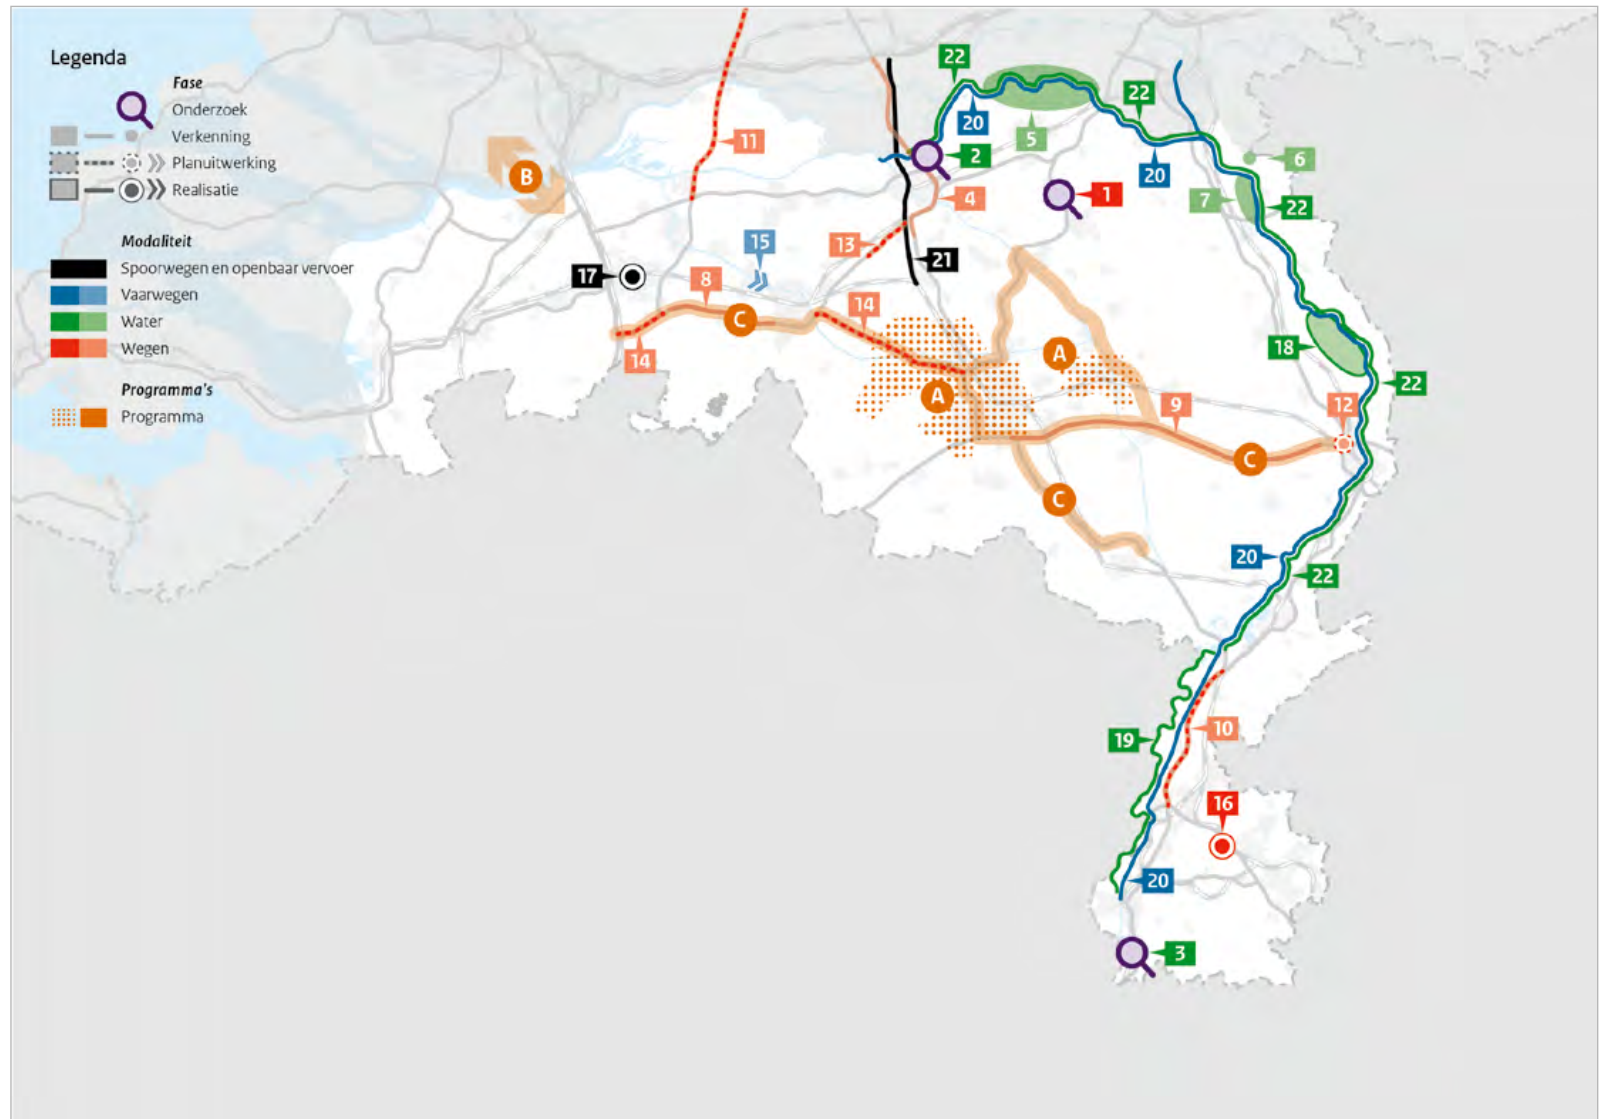 Legenda
Fase
Onderzoek
Verkenning
Planuitwerking
Realisatie
Modaliteit
Spoorwegen en openbaar vervoer
Vaarwegen
Water
Wegen
Programma's
Programma
22
22
20
11
5
2
20
6
B
1
7
4
22
13
15
21
17
8
14
C
18
14
A
22
A
9
12
C
C
20
22
19
10
16
20
3